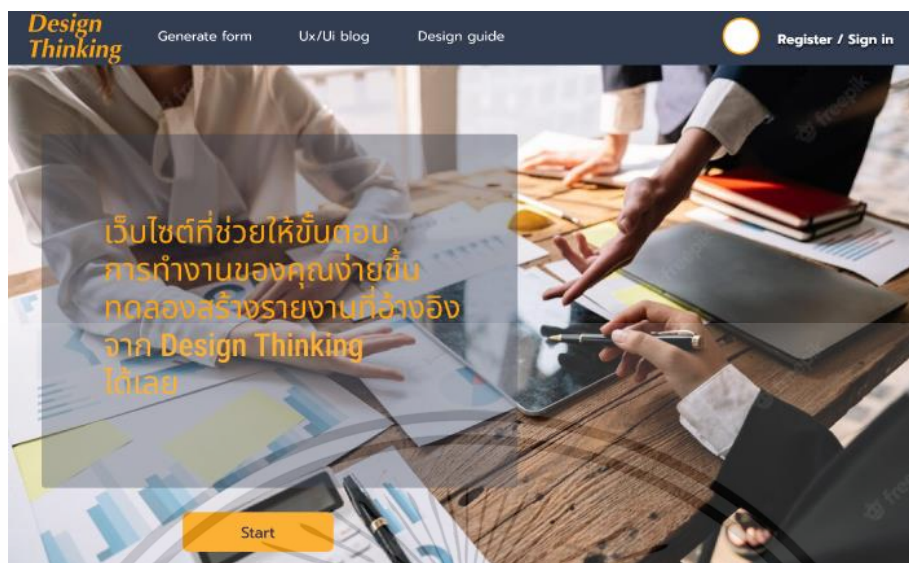 Design
Thinking
Generate form
Ux/Ui blog
Design guide
Register / Sign in
เว็บไซต์ที่ช่วยให้ขั้นตอน
การทำงานของคุณง่ายขึ้น
ทดลองสร้างรายงานที่อ้างอิง
จาก Design Thinking
ได้เลย
Start
freepik